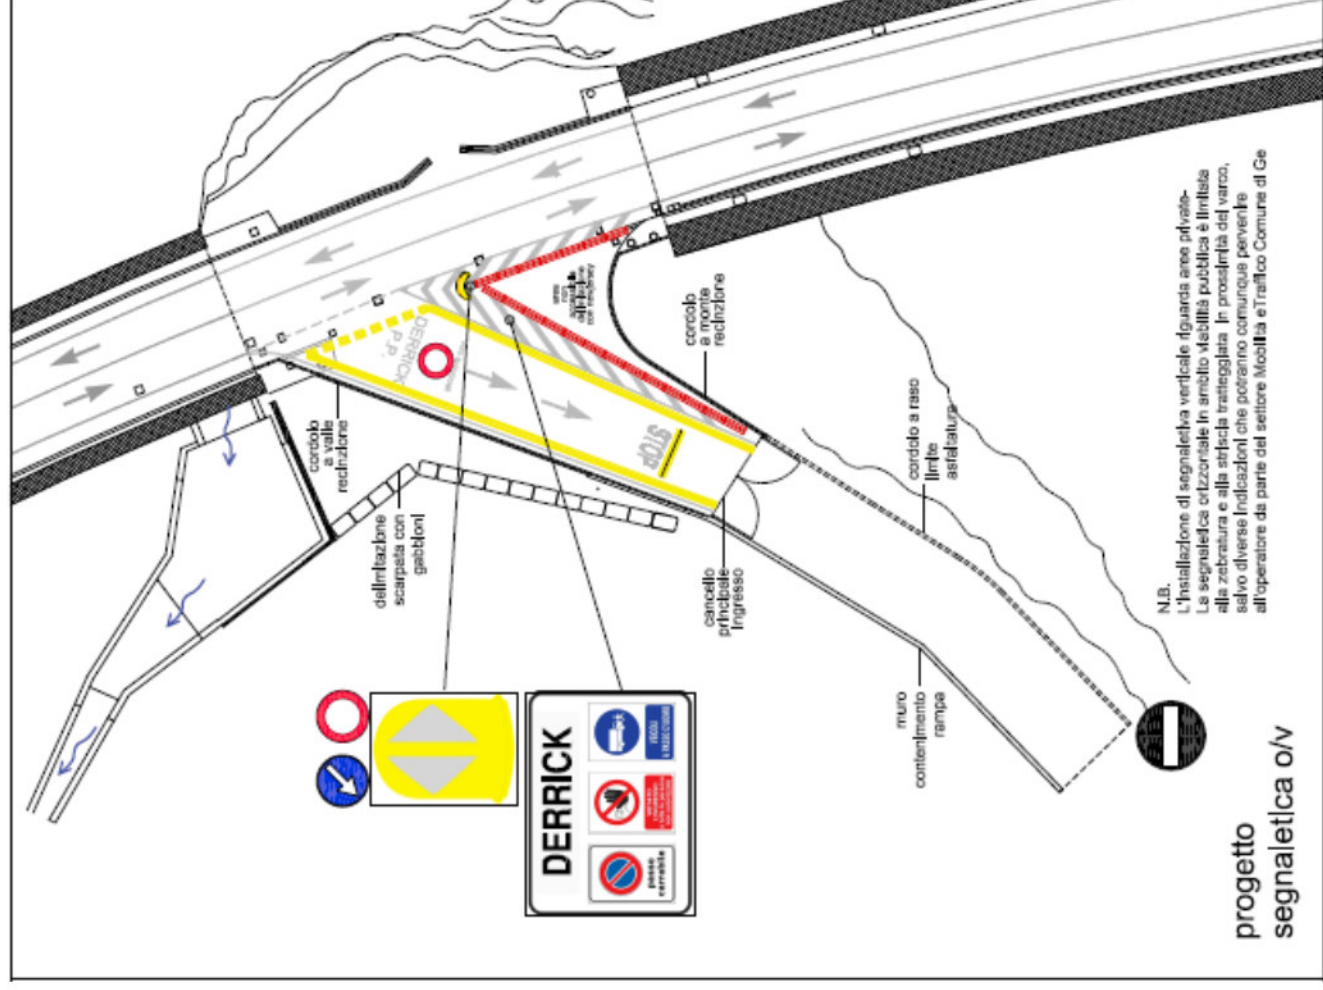 DERRICK
P.P.
STOP
cordolo
a monte
recinzione
cordolo
a valle
recinzione
cordolo a raso
limite
asfaltatura
delimitazione
scarpata con
gabbioni
cancello
principale
ingresso
muro
contenimento
rampa
DERRICK
passo
carrabile
N.B.
L'installazione di segnaletiva verticale riguarda aree private-
La segnaletica orizzontale in ambito viabilità pubblica è limitata
alla zebratura e alla striscia tratteggiata in prossimità del varco,
salvo diverse indicazioni che potranno comunque pervenire
all'operatore da parte del settore Mobilità eTraffico Comune di Ge
progetto
segnaletica o/v